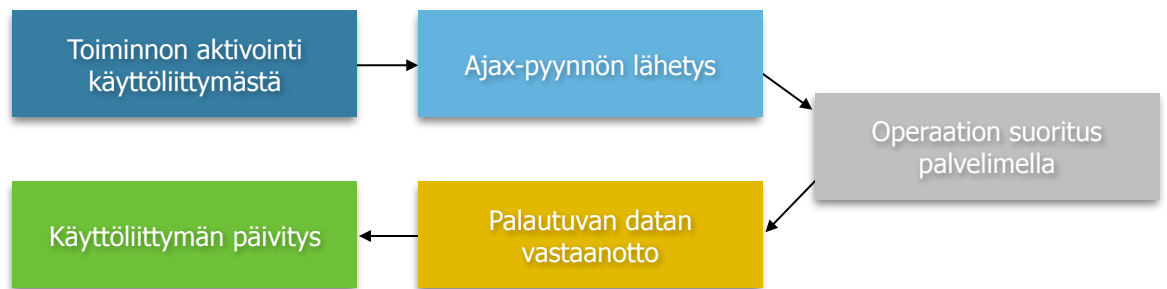 Toiminnon aktivointi
käyttöliittymästä
Ajax-pyynnön lähetys
Operaation suoritus
palvelimella
Palautuvan datan
vastaanotto
Käyttöliittymän päivitys